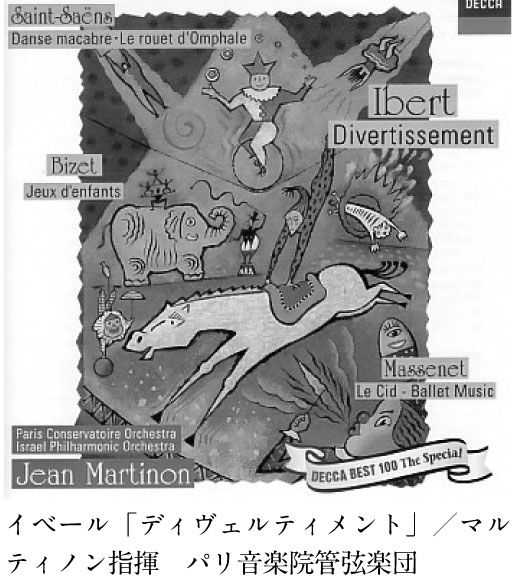 DECCA
Saint-Saëns
Danse macabre·Le rouet d'Omphale
Ibert
Divertissement
Bizet
Jeux d'enfants
Massenet
Le Cid - Ballet Music
Paris Conservatoire Orchestra
Israel Philharmonic Orchestra
Jean Martinon
DECCA BEST 100 The Special
イベール「ディヴェルティメント」／マル
ティノン指揮　パリ音楽院管弦楽団